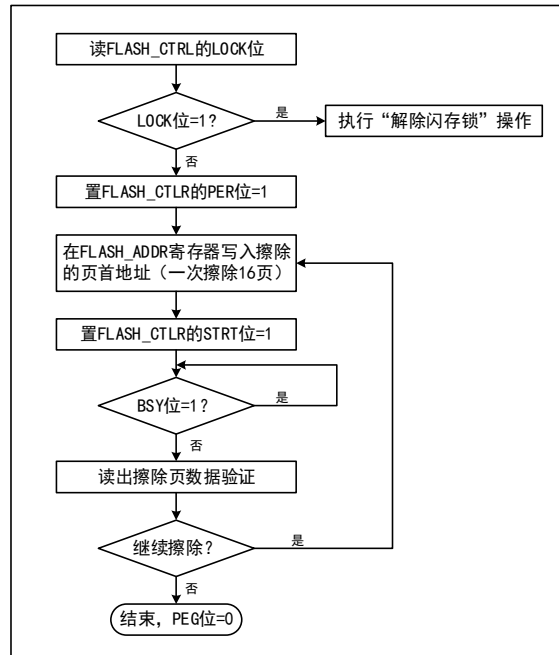 读FLASH_CTRL的LOCK位
LOCK位=1?
是
执行“解除闪存锁”操作
否
置FLASH_CTLR的PER位=1
在FLASH_ADDR寄存器写入擦除
的页首地址（一次擦除16页）
置FLASH_CTLR的STRT位=1
BSY位=1?
是
否
读出擦除页数据验证
继续擦除?
是
否
结束，PEG位=0